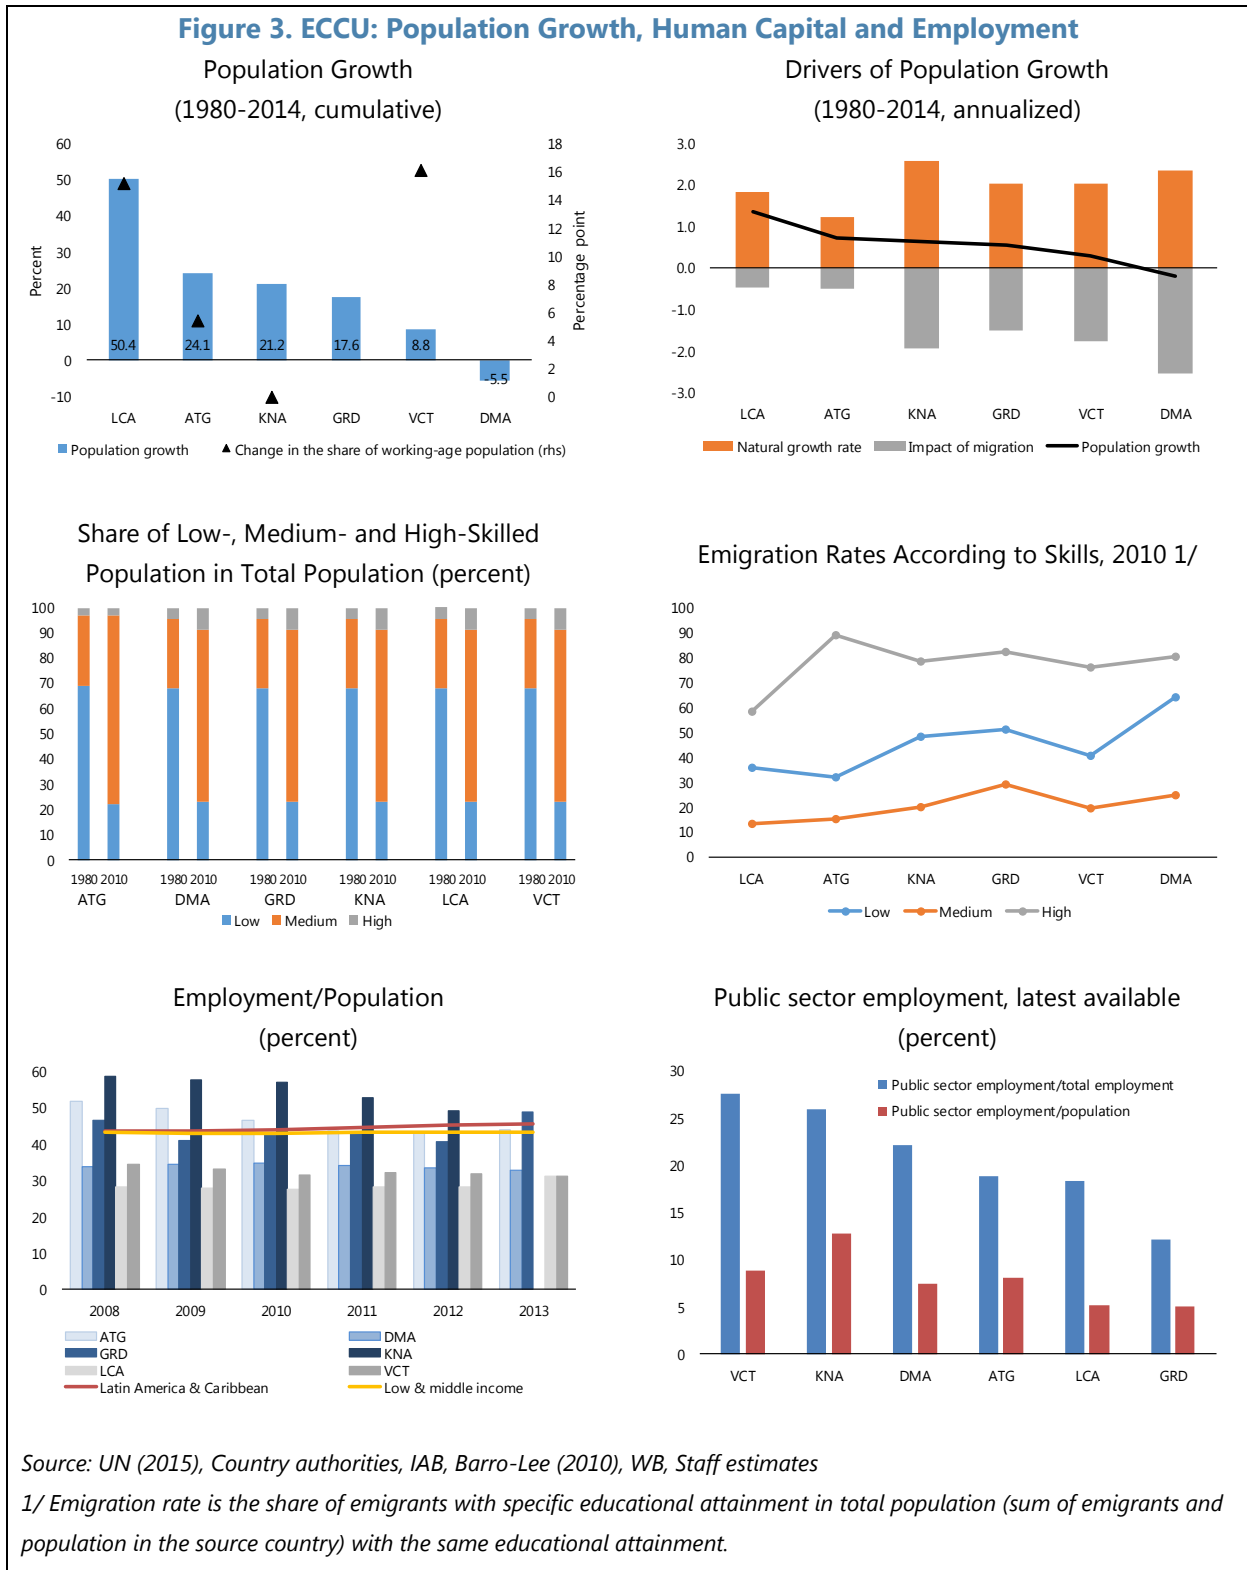 Figure 3. ECCU: Population Growth, Human Capital and Employment
Population Growth
(1980-2014, cumulative)
60
50
40
30
20
10
0
-10
Percent
18
16
14
12
10
8
6
4
2
0
Percentage point
50.4
24.1
21.2
17.6
8.8
-5.5
LCA ATG KNA GRD VCT DMA
Population growth Change in the share of working-age population (rhs)
Drivers of Population Growth
(1980-2014, annualized)
3.0
2.0
1.0
0.0
-1.0
-2.0
-3.0
LCA ATG KNA GRD VCT DMA
Natural growth rate Impact of migration Population growth
Share of Low-, Medium- and High-Skilled
Population in Total Population (percent)
100
90
80
70
60
50
40
30
20
10
0
1980 2010 1980 2010 1980 2010 1980 2010 1980 2010 1980 2010
ATG DMA GRD KNA LCA VCT
Low Medium High
Emigration Rates According to Skills, 2010 1/
100
90
80
70
60
50
40
30
20
10
0
LCA ATG KNA GRD VCT DMA
Low Medium High
Employment/Population
(percent)
60
50
40
30
20
10
0
2008 2009 2010 2011 2012 2013
ATG DMA
GRD KNA
LCA VCT
Latin America & Caribbean Low & middle income
Public sector employment, latest available
(percent)
30
25
20
15
10
5
0
Public sector employment/total employment
Public sector employment/population
VCT KNA DMA ATG LCA GRD
Source: UN (2015), Country authorities, IAB, Barro-Lee (2010), WB, Staff estimates
1/ Emigration rate is the share of emigrants with specific educational attainment in total population (sum of emigrants and
population in the source country) with the same educational attainment.